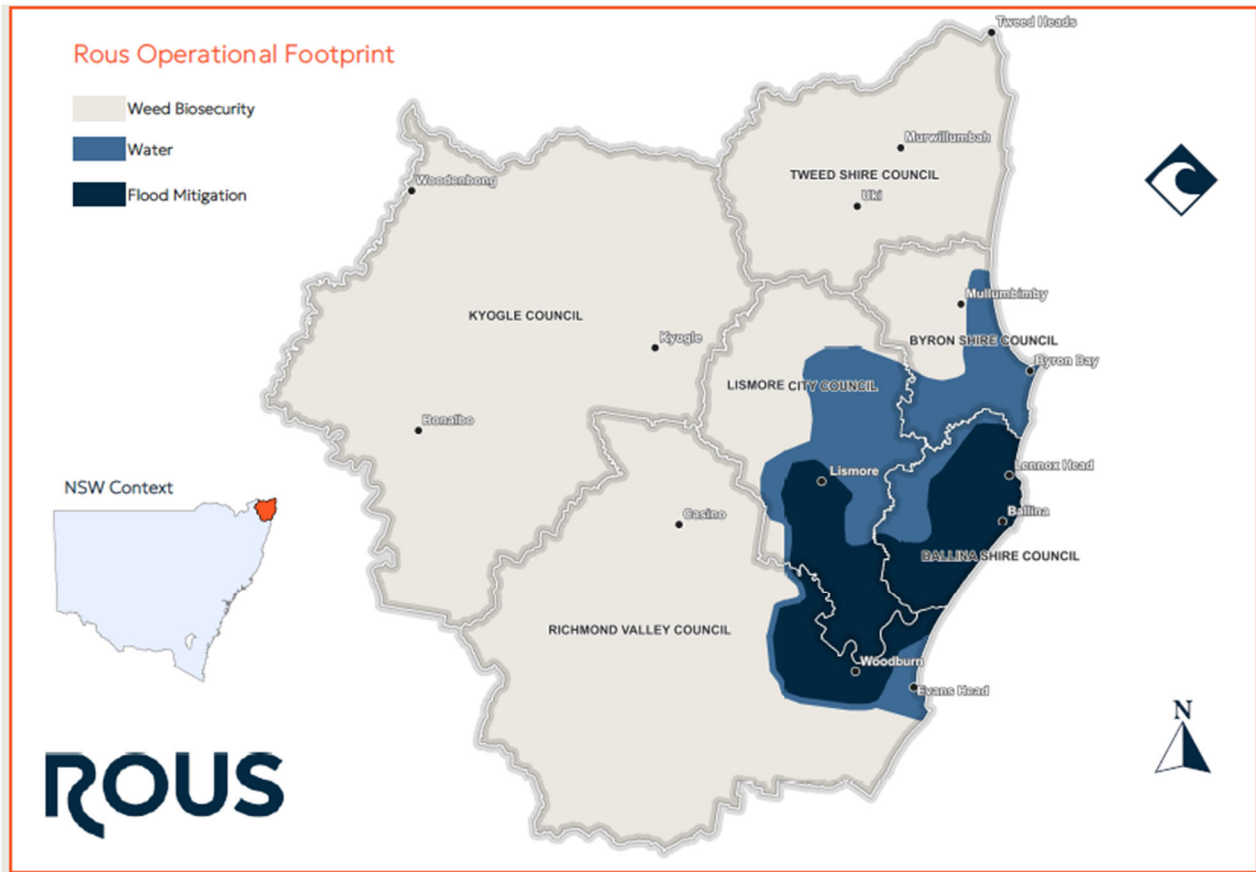 Rous Operational Footprint
Weed Biosecurity
Water
Flood Mitigation
Tweed Heads
Murwillumbah
TWEED SHIRE COUNCIL
Uki
Woodenbong
Mullumbimby
KYOGLE COUNCIL
Kyogle
BYRON SHIRE COUNCIL
Byron Bay
LISMORE CITY COUNCIL
Bonalbo
Lismore
Lennox Head
NSW Context
Casino
Ballina
BALLINA SHIRE COUNCIL
RICHMOND VALLEY COUNCIL
Woodburn
Evans Head
N
ROUS